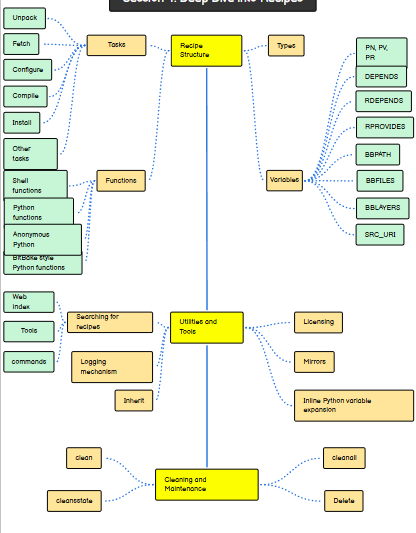 Session 4: Deep Dive into Recipes
Unpack
Fetch
Configure
Compile
Install
Other
tasks
Tasks
Recipe
Structure
Types
PN, PV,
PR
DEPENDS
RDEPENDS
RPROVIDES
BBPATH
BBFILES
BBLAYERS
SRC_URI
Variables
Functions
Shell
functions
Python
functions
Anonymous
Python
BitBake style
Python functions
Web
index
Tools
commands
Searching for
recipes
Logging
mechanism
Inherit
Utilities and
Tools
Licensing
Mirrors
Inline Python variable
expansion
clean
cleansstate
Cleaning and
Maintenance
cleanall
Delete